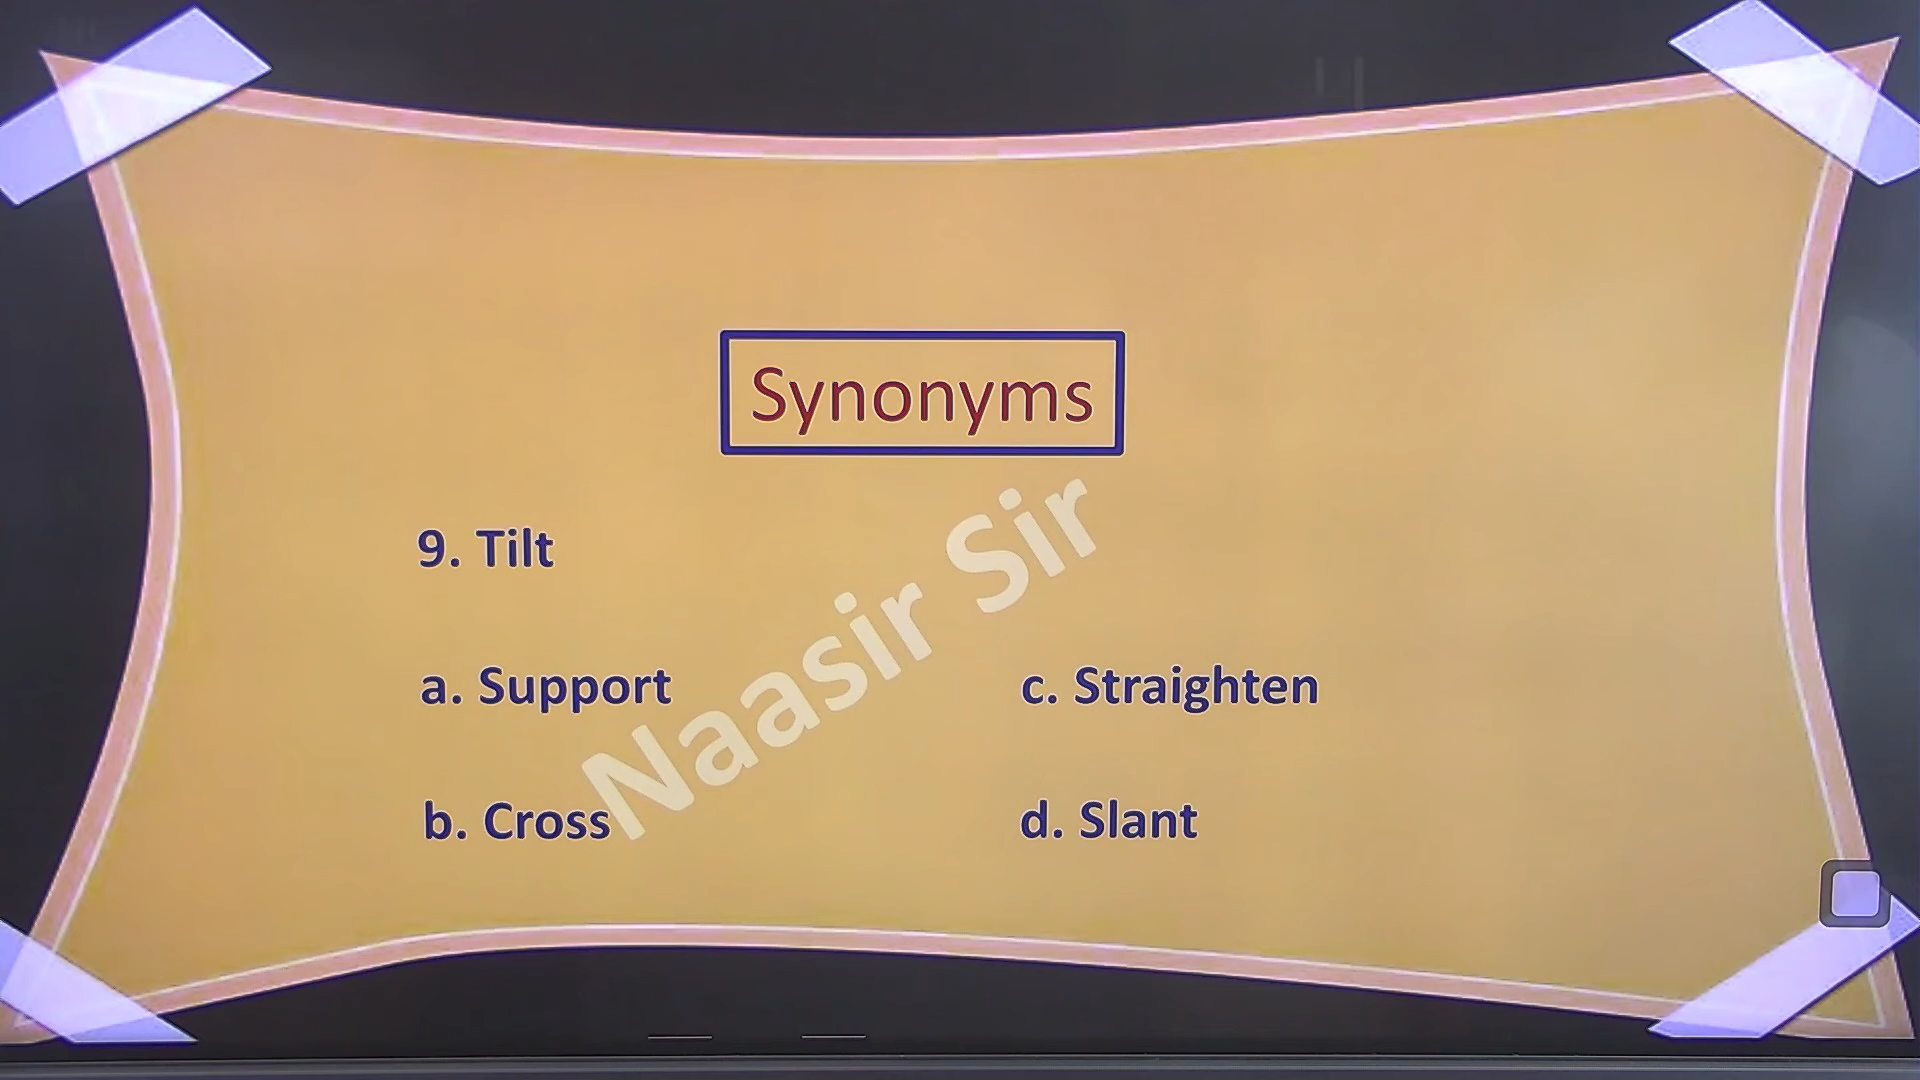 Synonyms
9. Tilt
a. Support
c. Straighten
b. Cross
d. Slant
Naasir Sir